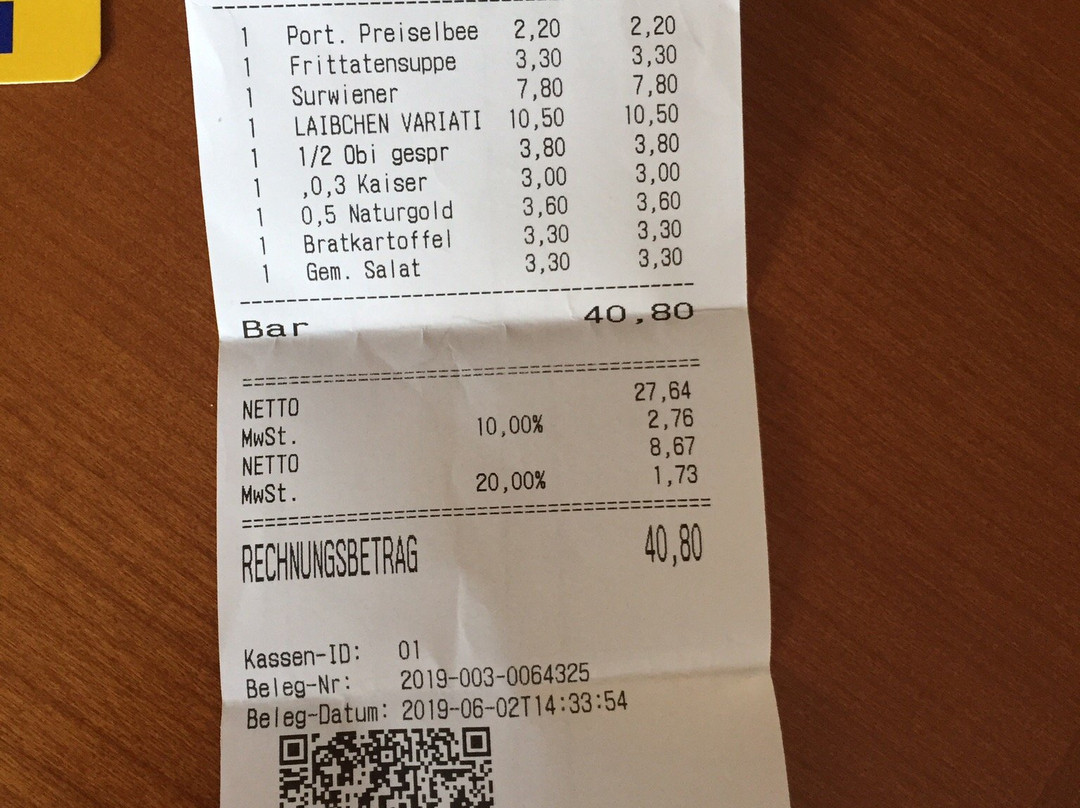 1 Port. Preiselbee 2,20 2,20
1 Frittatensuppe 3,30 3,30
1 Surwiener 7,80 7,80
1 LAIBCHEN VARIATI 10,50 10,50
1 1/2 Obi gespr 3,80 3,80
1 ,0,3 Kaiser 3,00 3,00
1 0,5 Naturgold 3,60 3,60
1 Bratkartoffel 3,30 3,30
1 Gem. Salat 3,30 3,30
Bar 40,80
NETTO 27,64
MwSt. 10,00% 2,76
NETTO 8,67
MwSt. 20,00% 1,73
RECHNUNGSBETRAG 40,80
Kassen-ID: 01
Beleg-Nr: 2019-003-0064325
Beleg-Datum: 2019-06-02T14:33:54